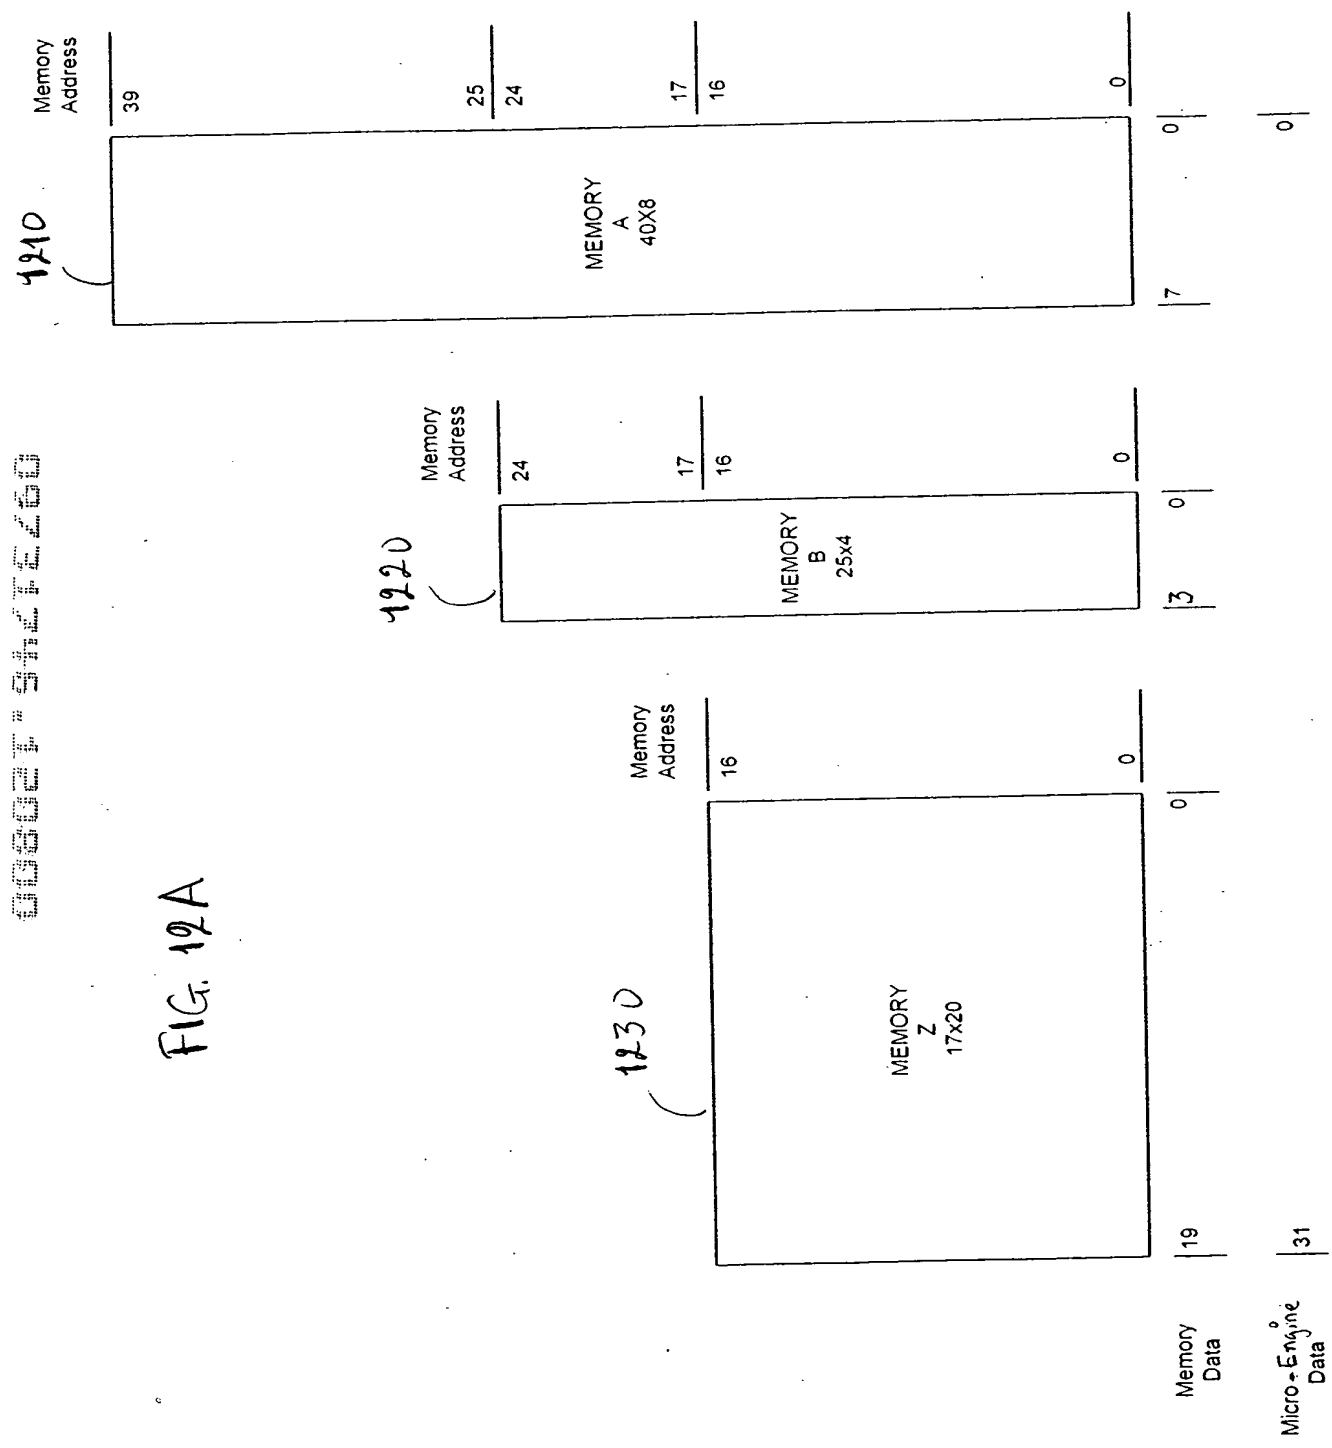 FIG. 12A
1230
1220
1210
Memory
Address
16
0
Memory
Address
24
17
16
0
Memory
Address
39
25
24
17
16
0
MEMORY
Z
17x20
MEMORY
B
25x4
MEMORY
A
40X8
Memory
Data
19
0
3
0
7
0
Micro-Engine
Data
31
0